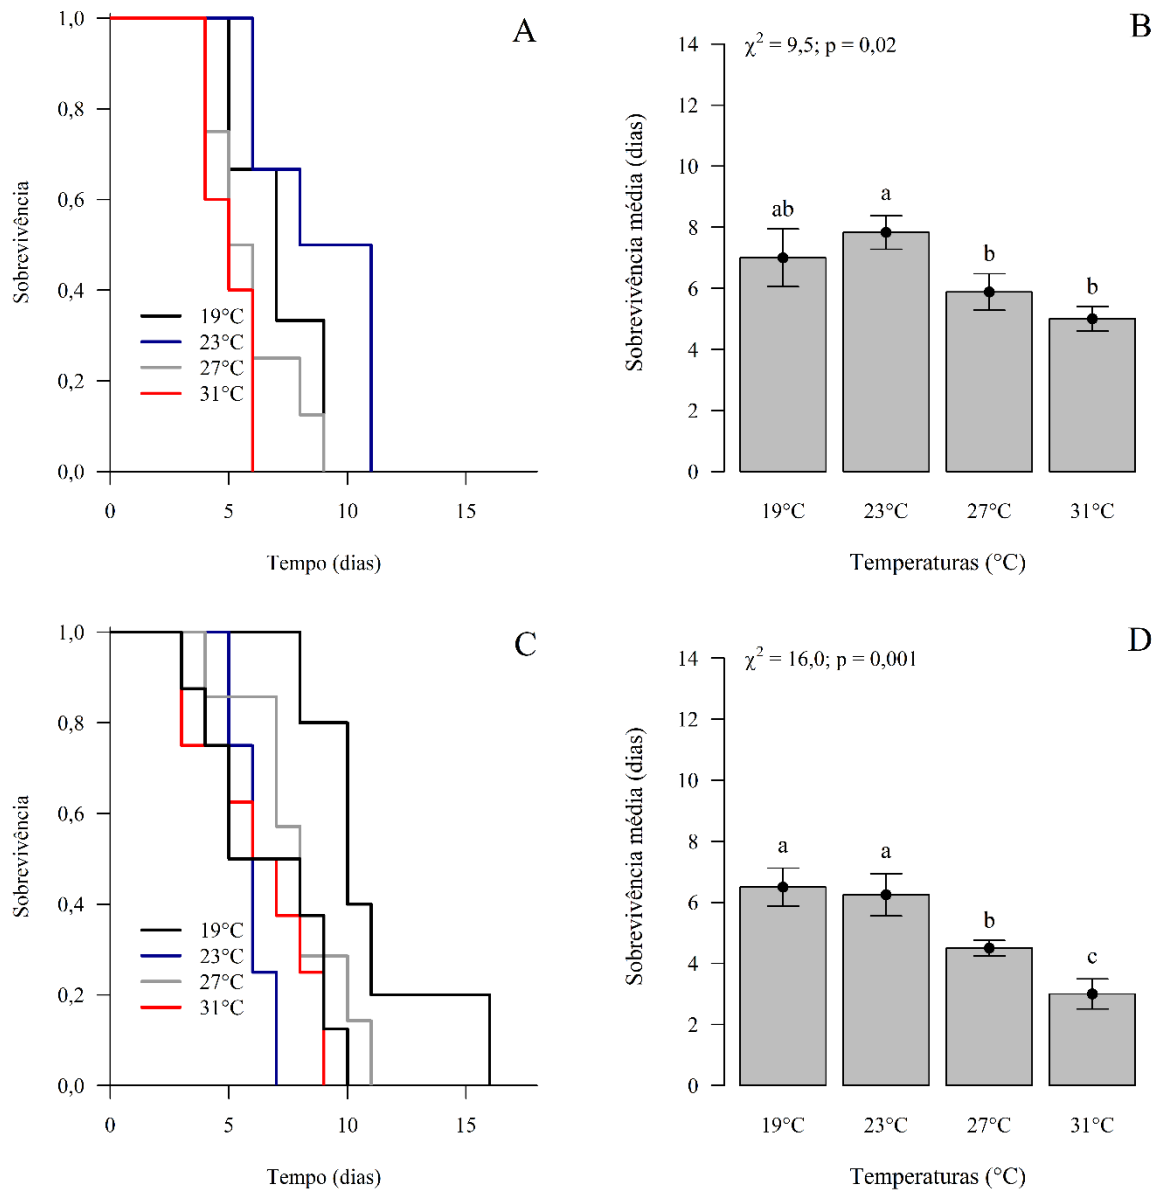 A
Sobrevivência
1,0
0,8
0,6
0,4
0,2
0,0
19°C
23°C
27°C
31°C
0 5 10 15
Tempo (dias)
B
χ² = 9,5; p = 0,02
Sobrevivência média (dias)
14
12
10
8
6
4
2
0
ab a b b
19°C 23°C 27°C 31°C
Temperaturas (°C)
C
Sobrevivência
1,0
0,8
0,6
0,4
0,2
0,0
19°C
23°C
27°C
31°C
0 5 10 15
Tempo (dias)
D
χ² = 16,0; p = 0,001
Sobrevivência média (dias)
14
12
10
8
6
4
2
0
a a b c
19°C 23°C 27°C 31°C
Temperaturas (°C)